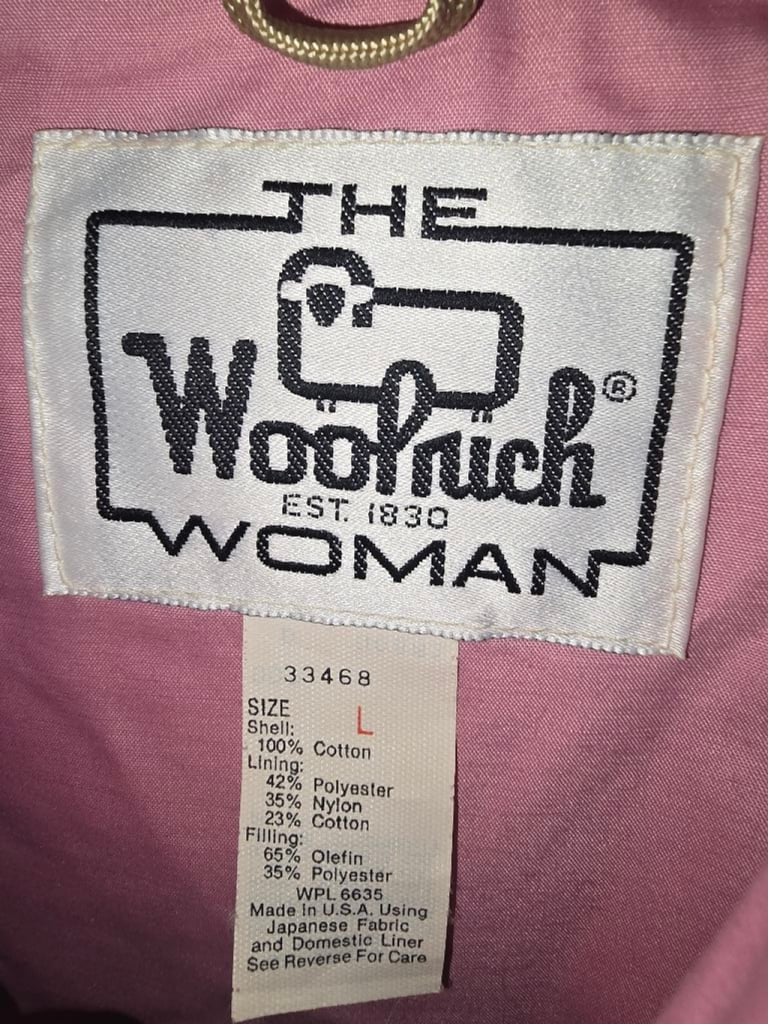 THE
Woolrich®
EST. 1830
WOMAN
33468
SIZE L
Shell:
100% Cotton
Lining:
42% Polyester
35% Nylon
23% Cotton
Filling:
65% Olefin
35% Polyester
WPL 6635
Made in U.S.A. Using
Japanese Fabric
and Domestic Liner
See Reverse For Care